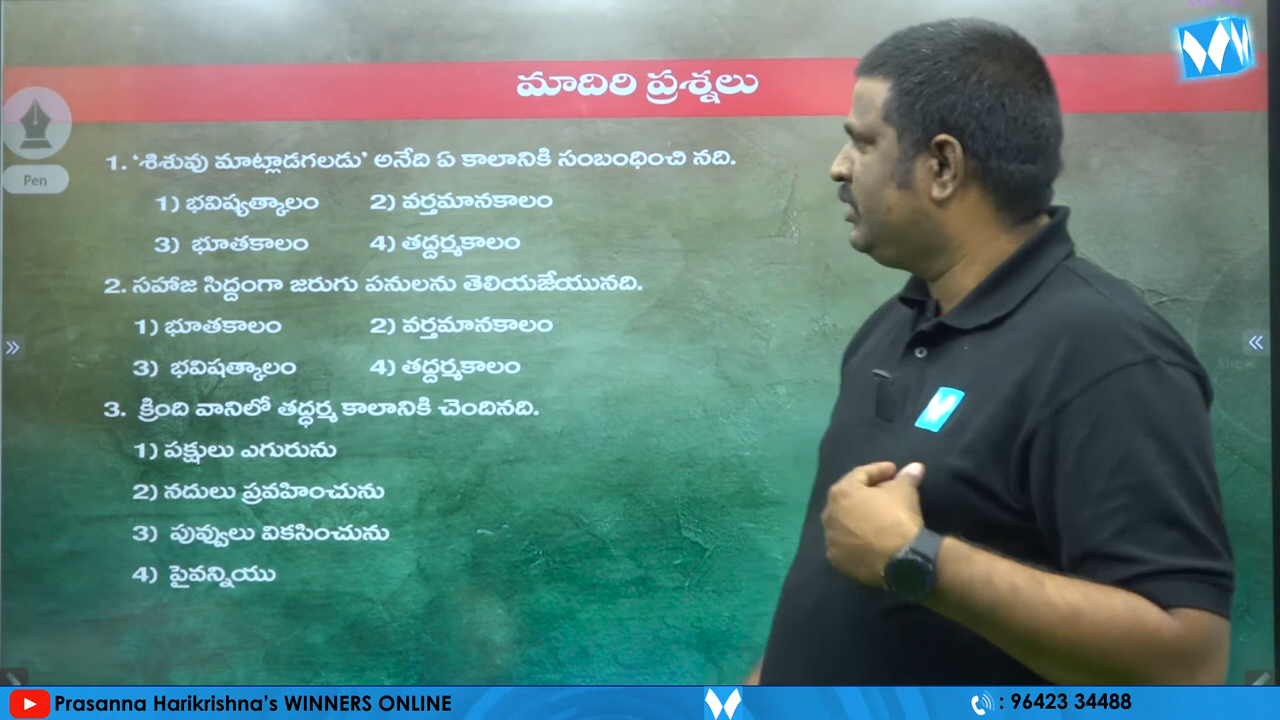 మాదిరి ప్రశ్నలు
Pen
1. 'శిశువు మాట్లాడగలడు' అనేది ఏ కాలానికి సంబంధించి నది.
1) భవిష్యత్కాలం 2) వర్తమానకాలం
3) భూతకాలం 4) తద్దర్మకాలం
2. సహాజ సిద్దంగా జరుగు పనులను తెలియజేయునది.
1) భూతకాలం 2) వర్తమానకాలం
3) భవిషత్కాలం 4) తద్దర్మకాలం
3. క్రింది వానిలో తద్ధర్మ కాలానికి చెందినది.
1) పక్షులు ఎగురును
2) నదులు ప్రవహించును
3) పువ్వులు వికసించును
4) పైవన్నియు
Prasanna Harikrishna's WINNERS ONLINE : 96423 34488